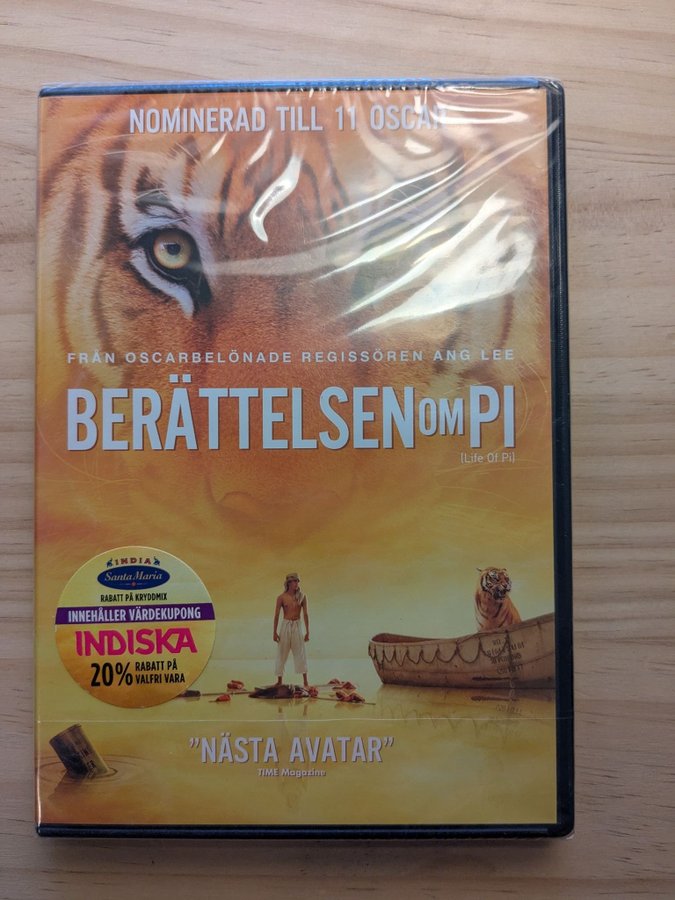 NOMINERAD TILL 11 OSCAR
FRÅN OSCARBELÖNADE REGISSÖREN ANG LEE
BERÄTTELSEN OM PI
(Life Of Pi)
INDIA
Santa Maria
RABATT PÅ KRYDDMIX
INNEHÅLLER VÄRDEKUPONG
INDISKA
20% RABATT PÅ
VALFRI VARA
"NÄSTA AVATAR"
TIME Magazine